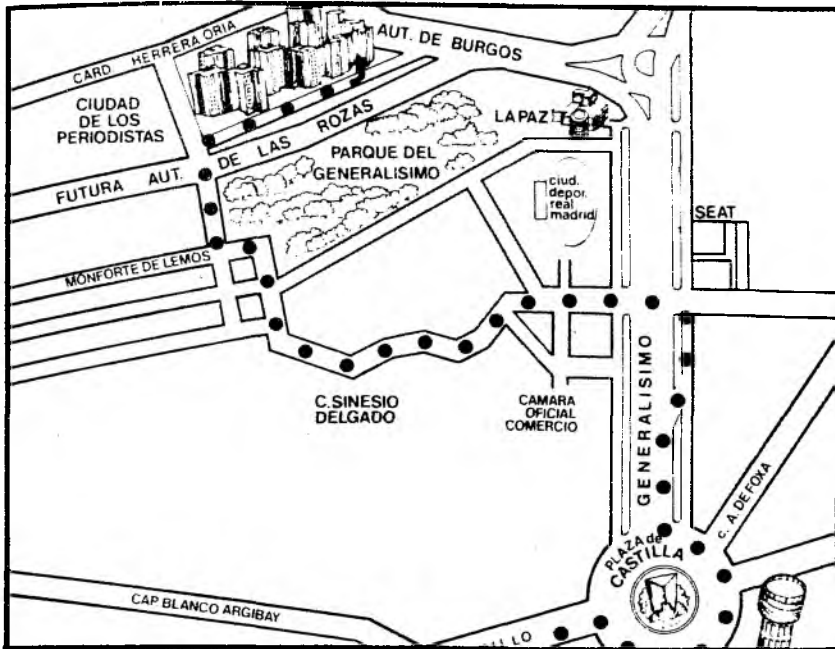 CARD HERRERA ORIA
AUT. DE BURGOS
CIUDAD
DE LOS
PERIODISTAS
LA PAZ
FUTURA AUT. DE LAS ROZAS
PARQUE DEL
GENERALISIMO
ciud.
depor.
real
madrid
SEAT
MONFORTE DE LEMOS
C. SINESIO
DELGADO
CAMARA
OFICIAL
COMERCIO
GENERALISIMO
C. A. DE FOXA
PLAZA de
CASTILLA
CAP. BLANCO ARGIBAY